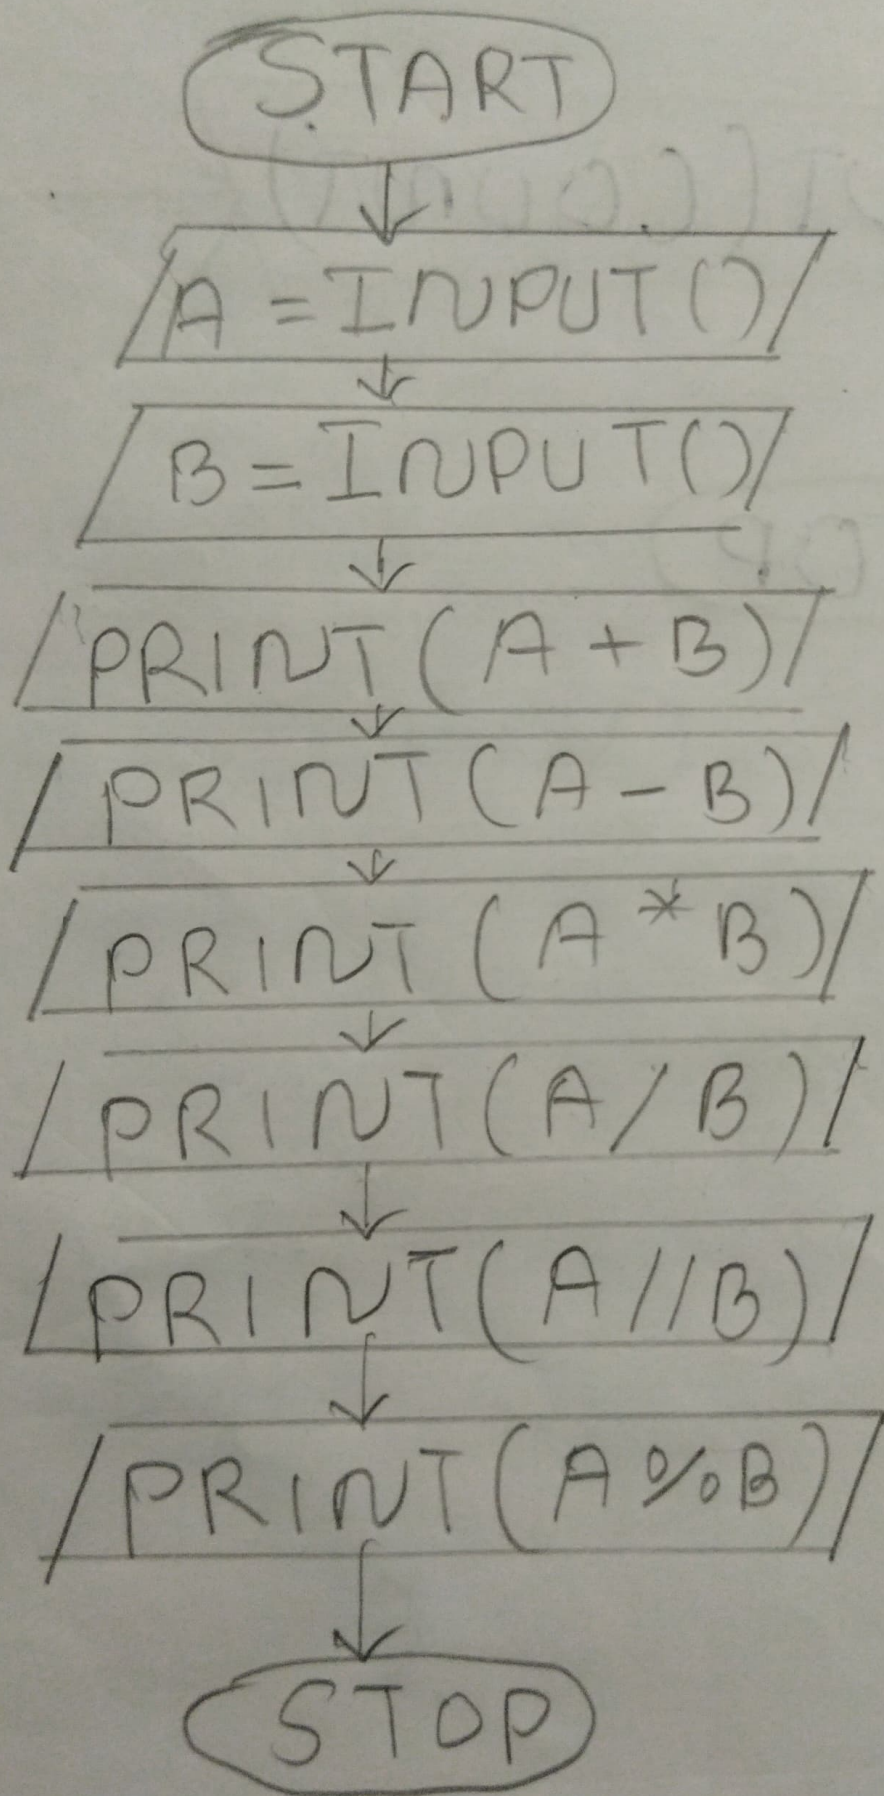 START
A = INPUT()
B = INPUT()
PRINT(A + B)
PRINT(A - B)
PRINT(A * B)
PRINT(A / B)
PRINT(A // B)
PRINT(A % B)
STOP